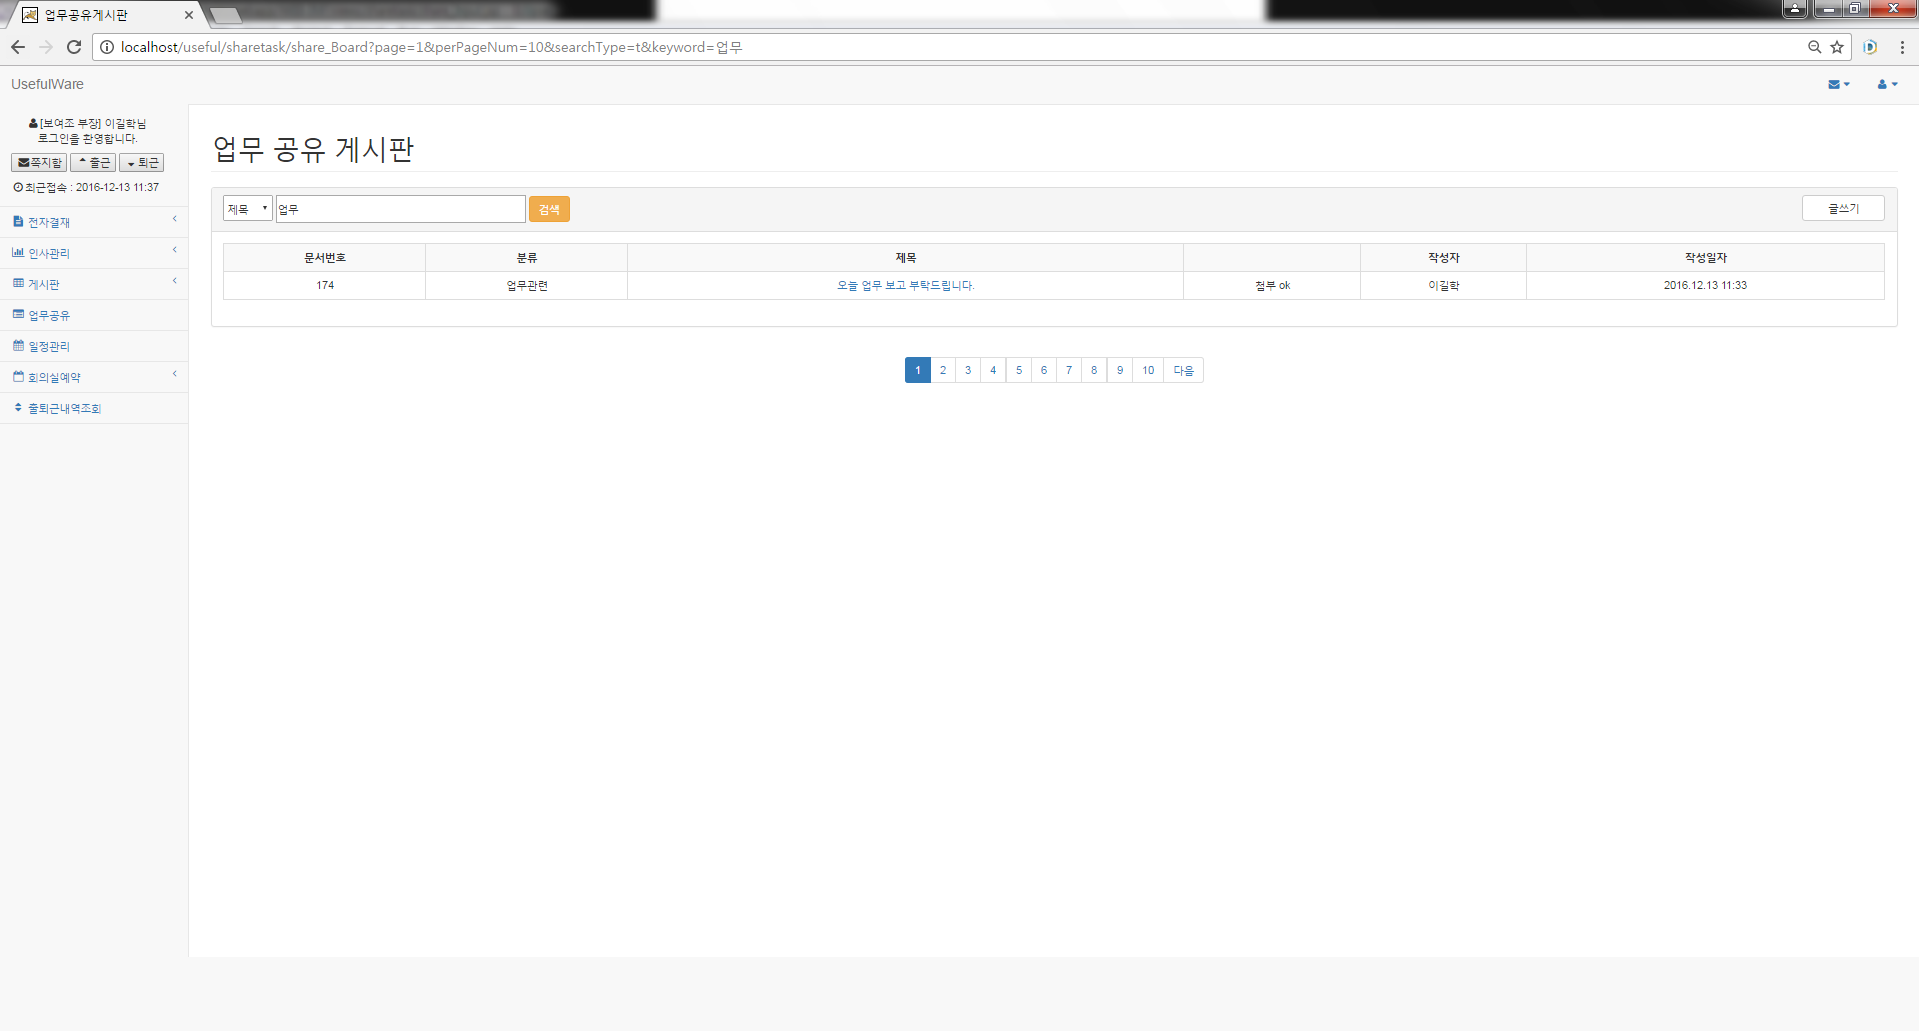 업무공유게시판
localhost/useful/sharetask/share_Board?page=1&perPageNum=10&searchType=t&keyword=업무
UsefulWare
[보여조 부장] 이길학님
로그인을 환영합니다.
쪽지함 출근 퇴근
최근접속 : 2016-12-13 11:37
전자결재
인사관리
게시판
업무공유
일정관리
회의실예약
출퇴근내역조회
업무 공유 게시판
제목 업무 검색 글쓰기
문서번호 분류 제목 작성자 작성일자
174 업무관련 오늘 업무 보고 부탁드립니다. 첨부 ok 이길학 2016.12.13 11:33
1 2 3 4 5 6 7 8 9 10 다음